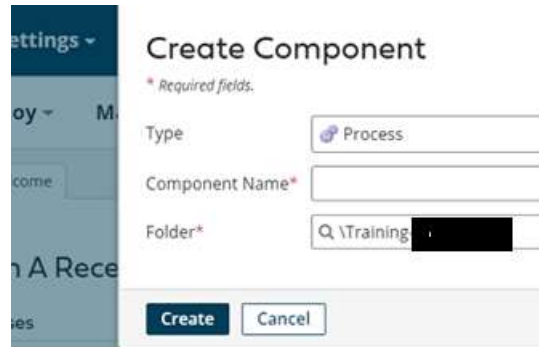 ettings
Create Component
* Required fields.
oy
M
Type
Process
come
Component Name*
Folder*
\Training-
n A Rece
es
Create
Cancel